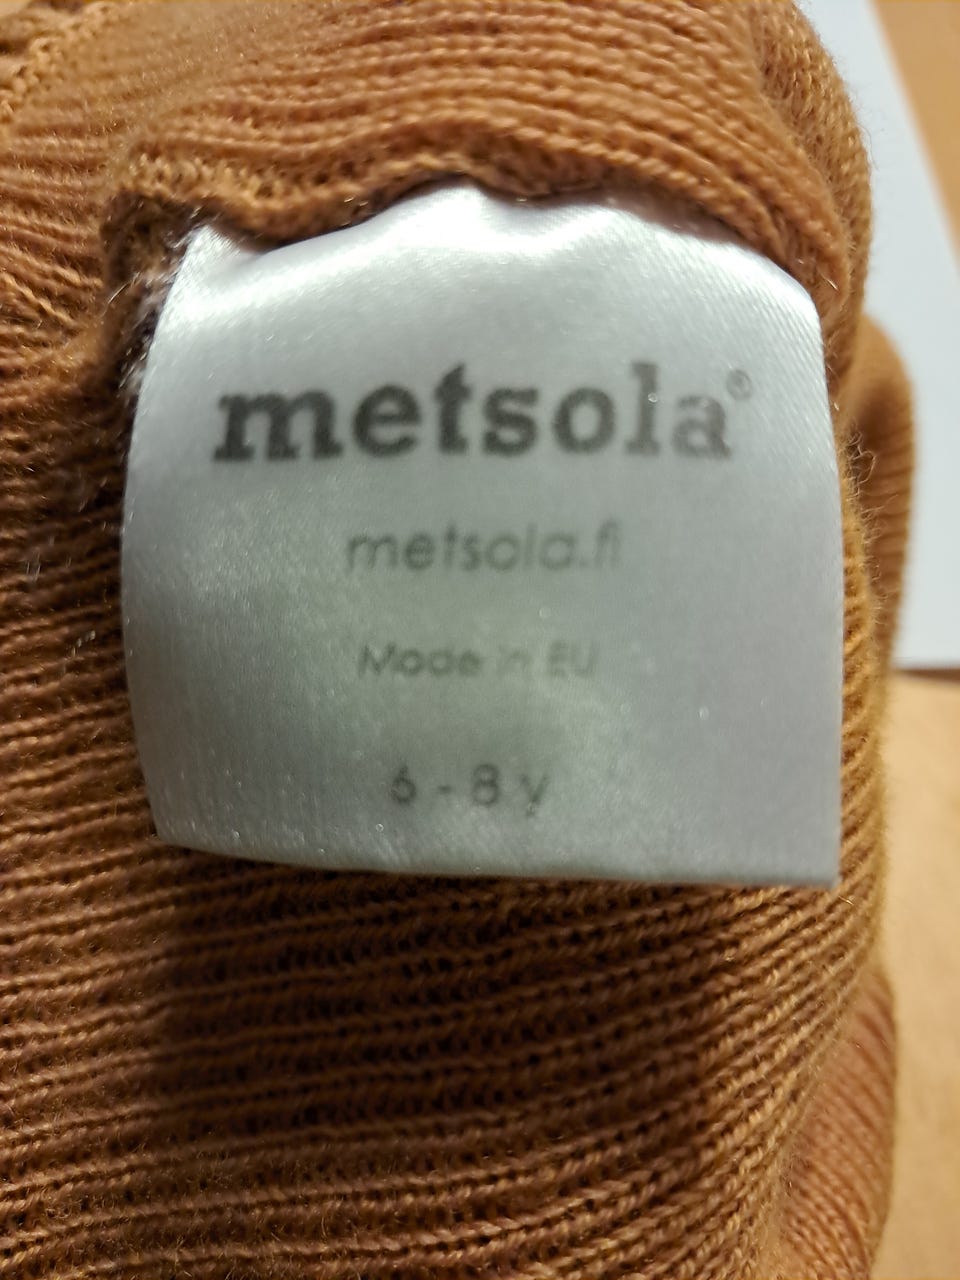 metsola®
metsola.fi
Made in EU
6 - 8 y